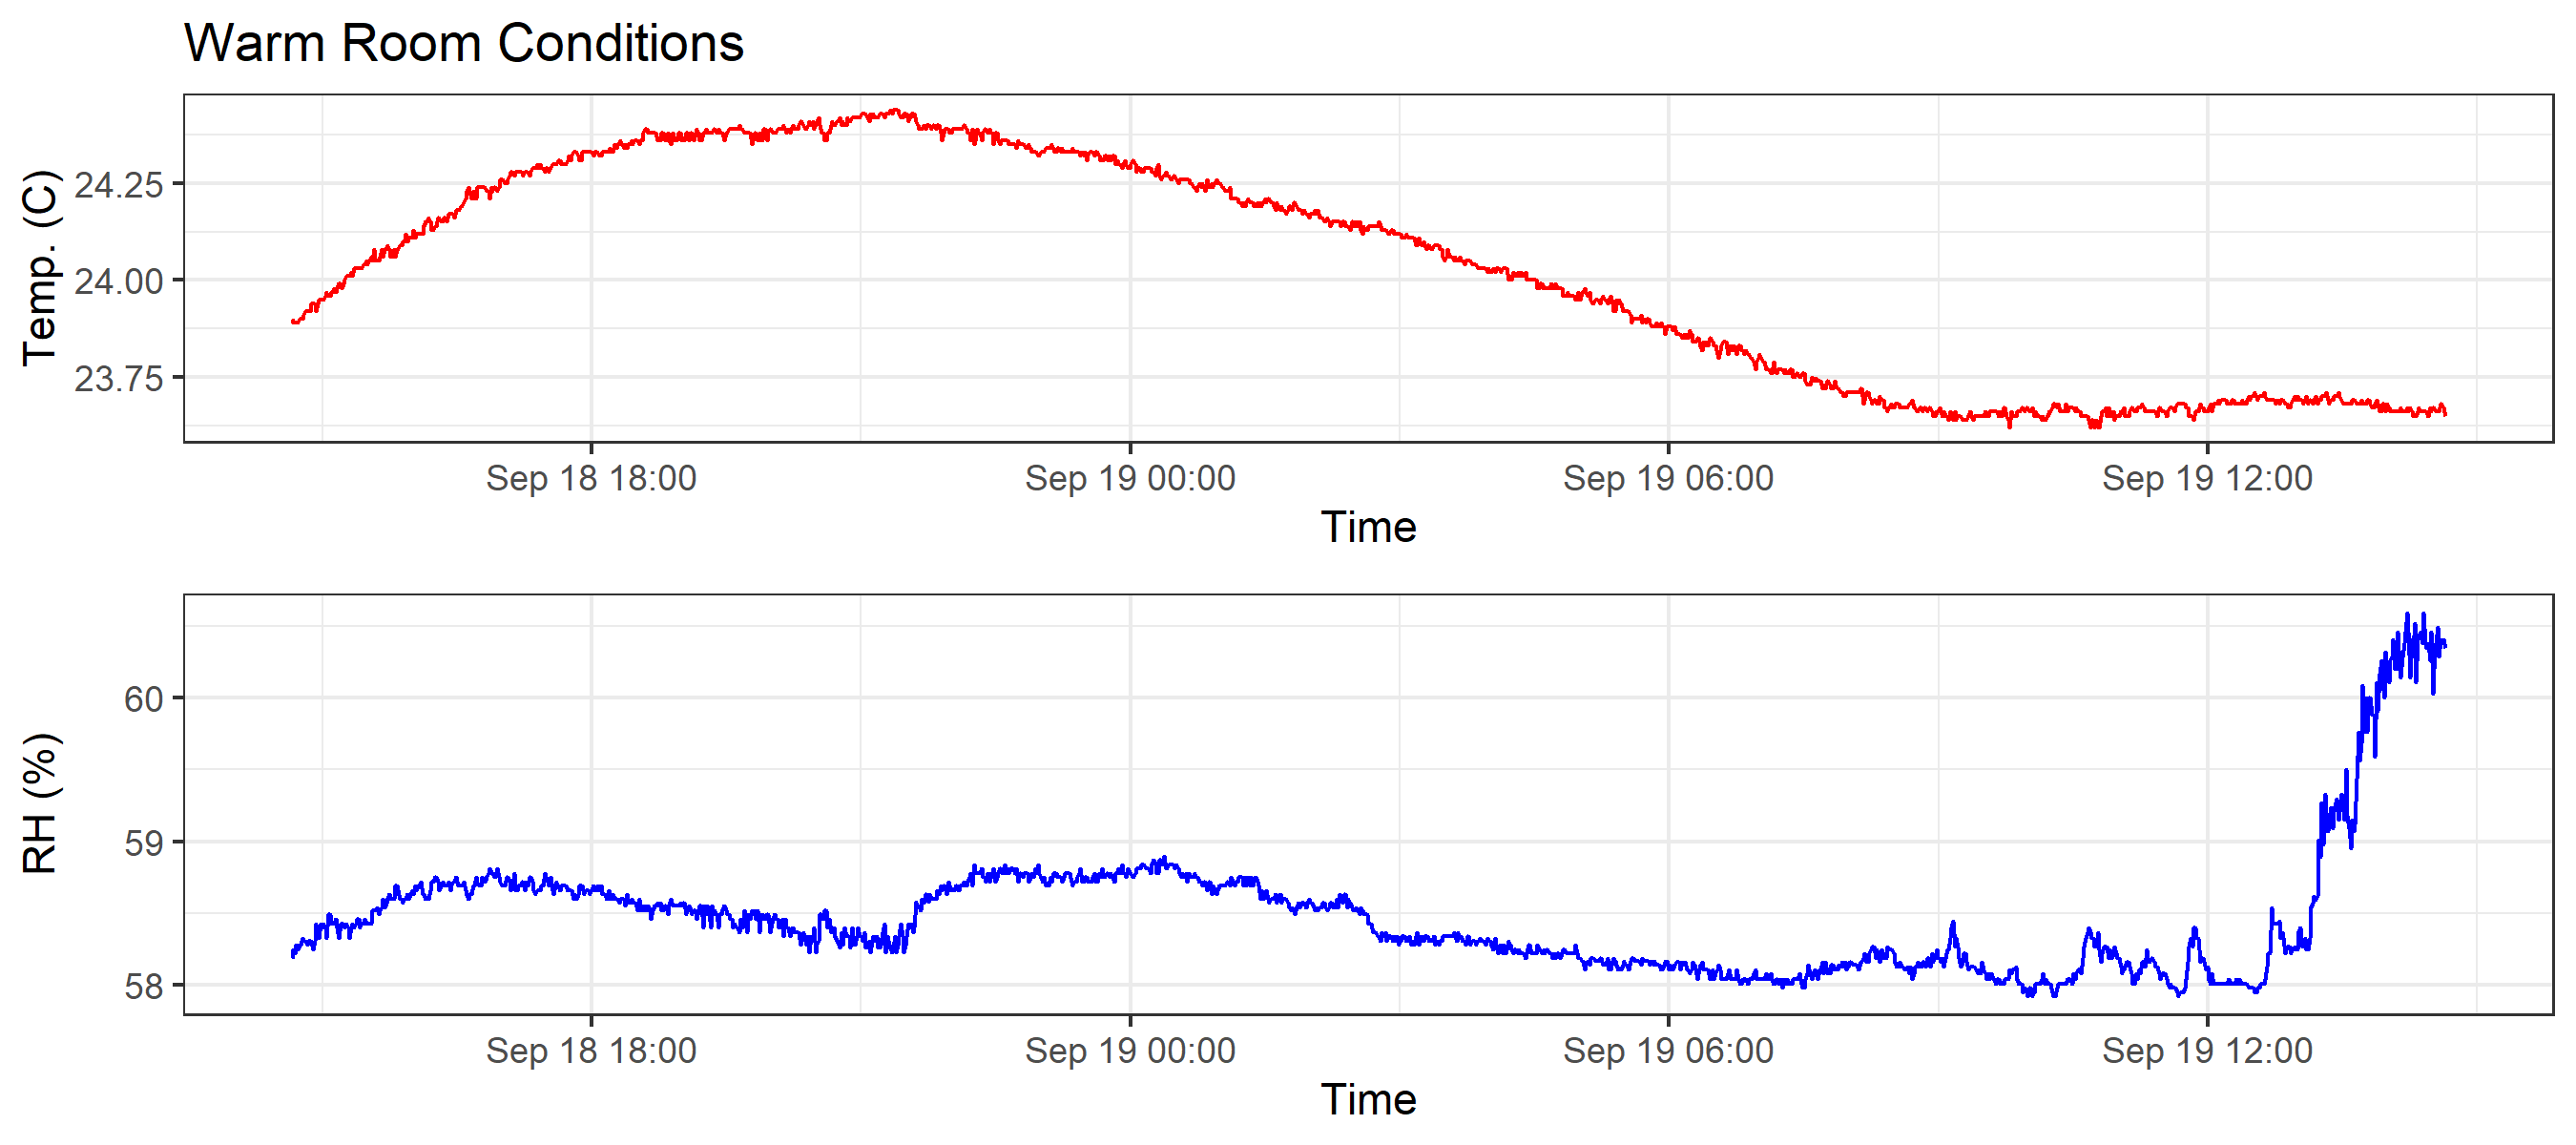 Warm Room Conditions
Temp. (C)
24.25
24.00
23.75
Sep 18 18:00 Sep 19 00:00 Sep 19 06:00 Sep 19 12:00
Time
RH (%)
60
59
58
Sep 18 18:00 Sep 19 00:00 Sep 19 06:00 Sep 19 12:00
Time